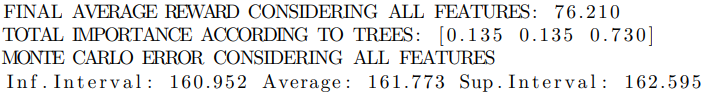 FINAL AVERAGE REWARD CONSIDERING ALL FEATURES: 76.210
TOTAL IMPORTANCE ACCORDING TO TREES: [0.135 0.135 0.730]
MONTE CARLO ERROR CONSIDERING ALL FEATURES
Inf.Interval: 160.952 Average: 161.773 Sup.Interval: 162.595